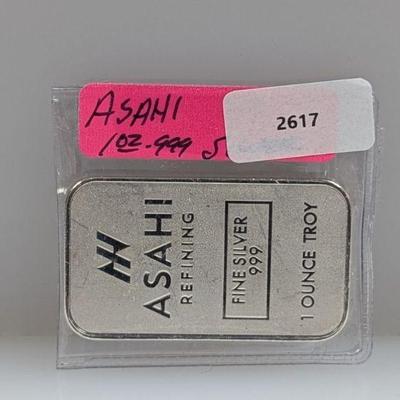 ASAHI
1oz-.999
2617
ASAHI
REFINING
FINE SILVER
999
1 OUNCE TROY